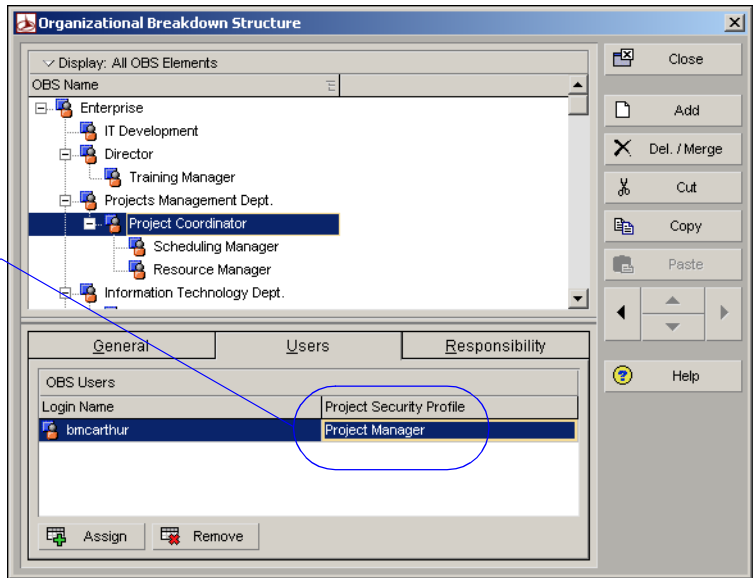 Organizational Breakdown Structure
Display: All OBS Elements
OBS Name
Enterprise
IT Development
Director
Training Manager
Projects Management Dept.
Project Coordinator
Scheduling Manager
Resource Manager
Information Technology Dept.
General Users Responsibility
OBS Users
Login Name Project Security Profile
bmcarthur Project Manager
Assign Remove
Close
Add
Del. / Merge
Cut
Copy
Paste
Help